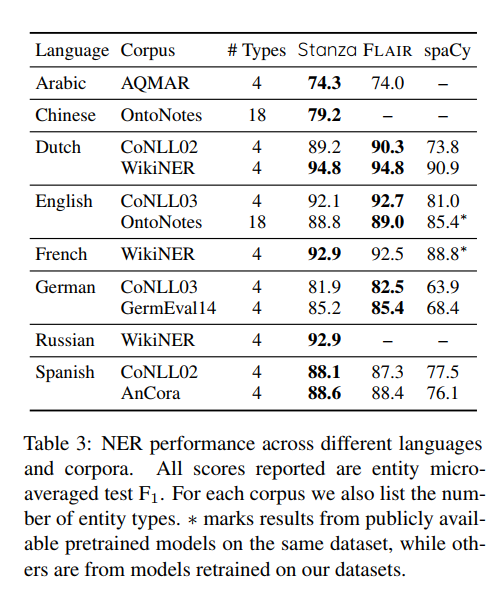 Language Corpus # Types Stanza FLAIR spaCy
Arabic AQMAR 4 74.3 74.0 –
Chinese OntoNotes 18 79.2 – –
Dutch CoNLL02 4 89.2 90.3 73.8
WikiNER 4 94.8 94.8 90.9
English CoNLL03 4 92.1 92.7 81.0
OntoNotes 18 88.8 89.0 85.4*
French WikiNER 4 92.9 92.5 88.8*
German CoNLL03 4 81.9 82.5 63.9
GermEval14 4 85.2 85.4 68.4
Russian WikiNER 4 92.9 – –
Spanish CoNLL02 4 88.1 87.3 77.5
AnCora 4 88.6 88.4 76.1
Table 3: NER performance across different languages
and corpora. All scores reported are entity micro-
averaged test F1. For each corpus we also list the num-
ber of entity types. * marks results from publicly avail-
able pretrained models on the same dataset, while oth-
ers are from models retrained on our datasets.